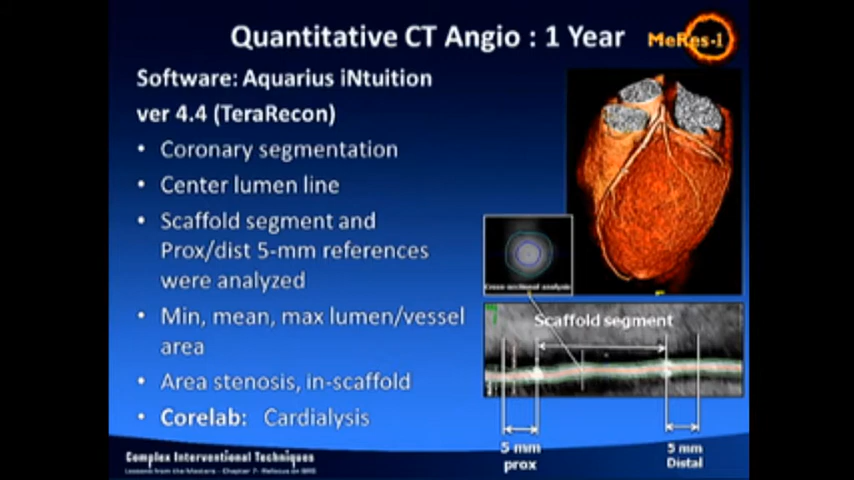 Quantitative CT Angio : 1 Year
MeRes-1
Software: Aquarius iNtuition
ver 4.4 (TeraRecon)
• Coronary segmentation
• Center lumen line
• Scaffold segment and
Prox/dist 5-mm references
were analyzed
• Min, mean, max lumen/vessel
area
• Area stenosis, in-scaffold
• Corelab: Cardialysis
Cross-sectional analysis
Scaffold segment
5 mm
prox
5 mm
Distal
Complex Interventional Techniques
Lessons from the Masters - Chapter 7- Refocus on BRS